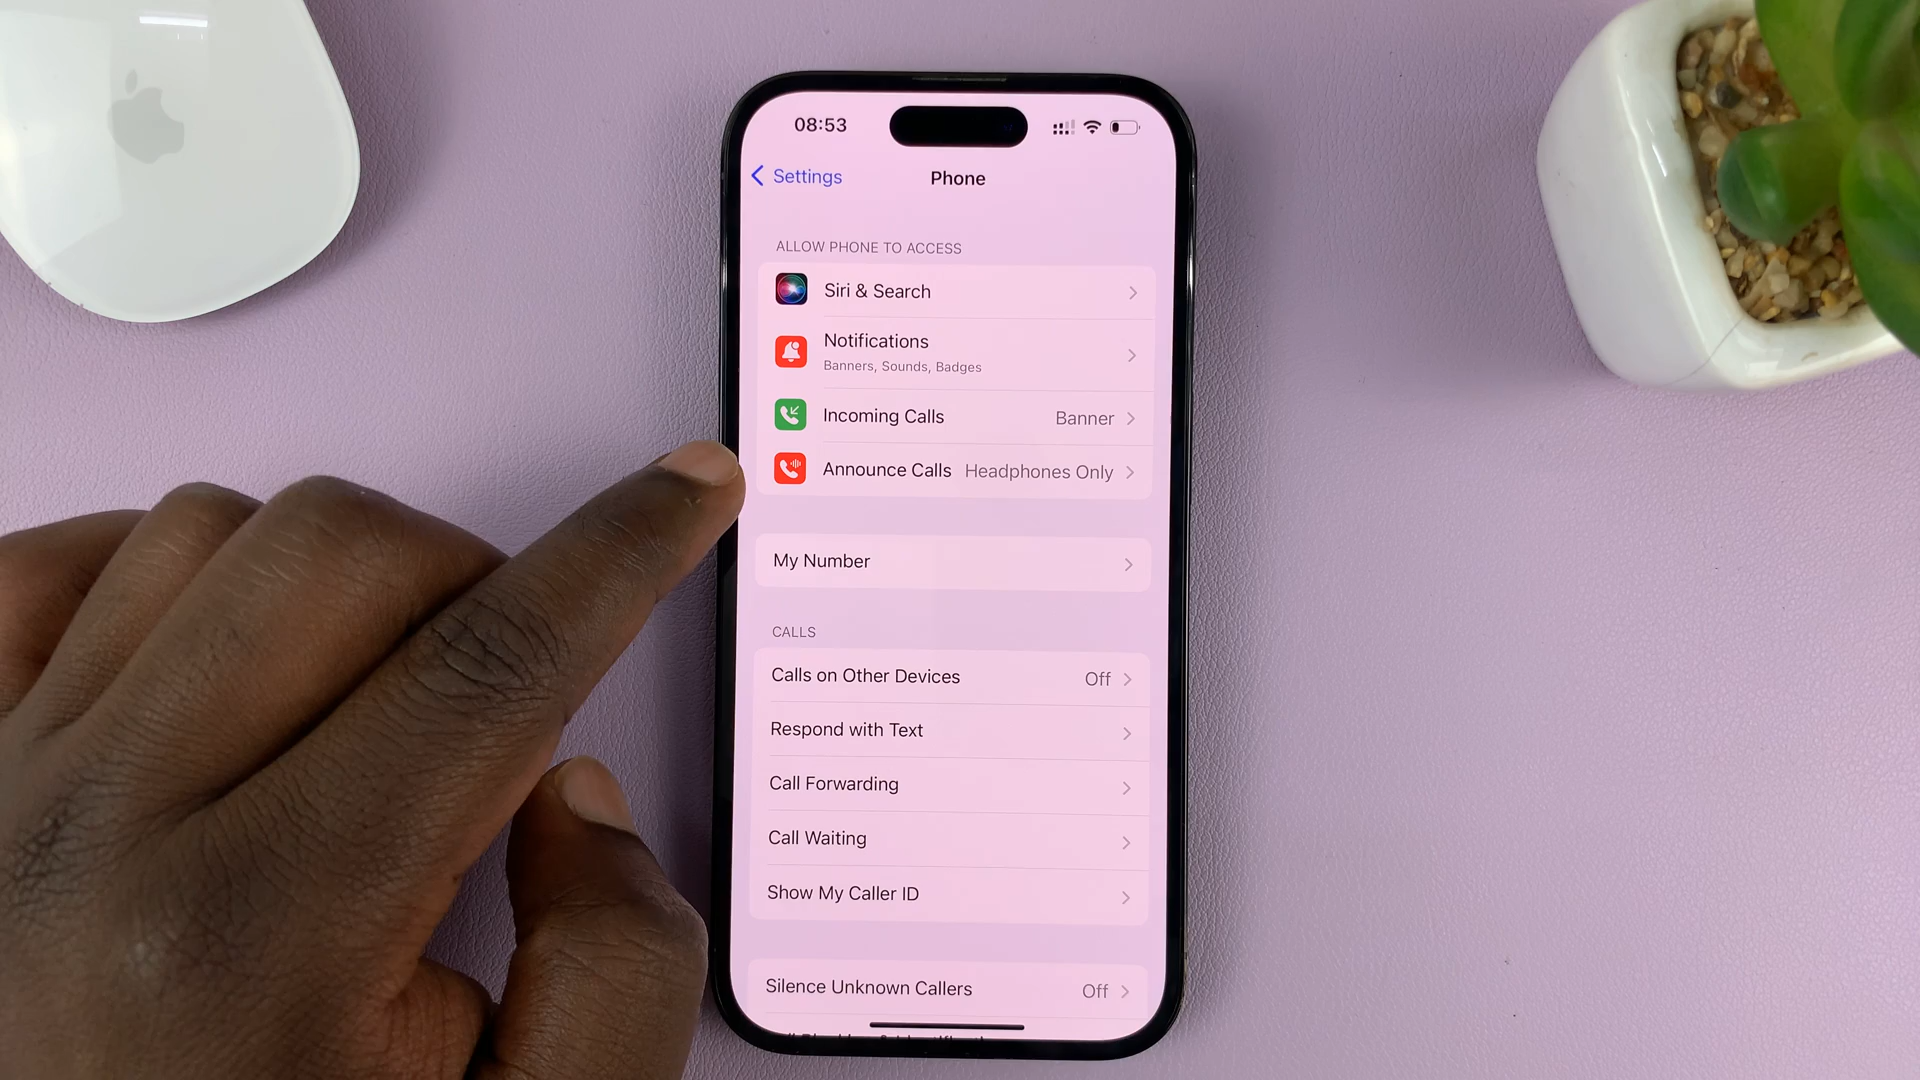 08:53
Settings
Phone
ALLOW PHONE TO ACCESS
Siri & Search
Notifications
Banners, Sounds, Badges
Incoming Calls Banner
Announce Calls Headphones Only
My Number
CALLS
Calls on Other Devices Off
Respond with Text
Call Forwarding
Call Waiting
Show My Caller ID
Silence Unknown Callers Off